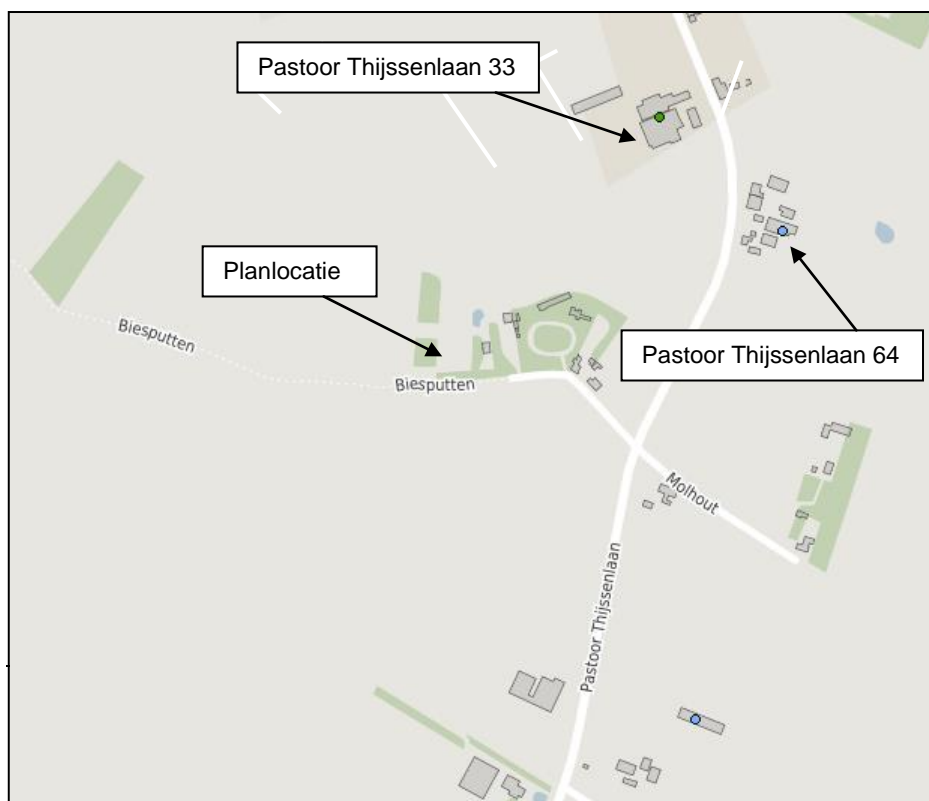 Pastoor Thijssenlaan 33
Planlocatie
Biesputten
Pastoor Thijssenlaan 64
Biesputten
Molhout
Pastoor Thijssenlaan